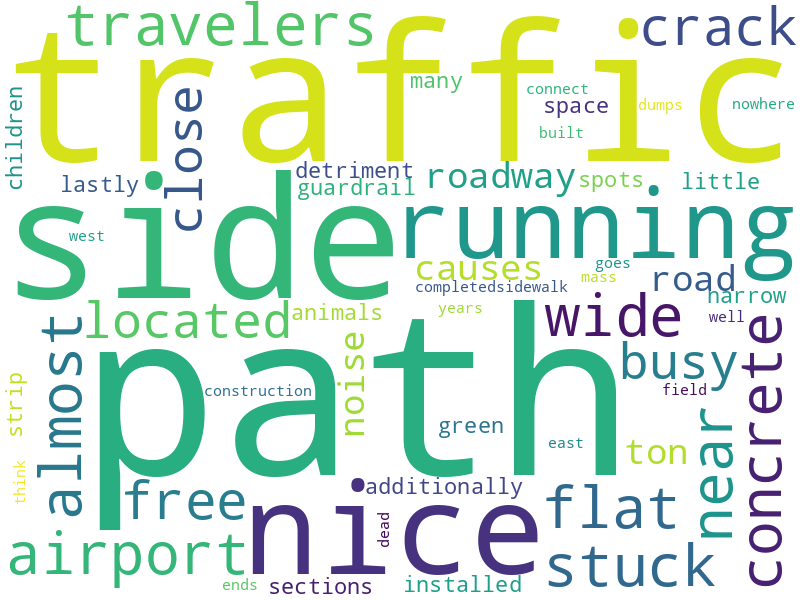 travelers
crack
traffic
many
connect
space
dumps
nowhere
built
children
close
lastly
detriment
guardrail
roadway
spots
little
side
running
west
causes
goes
mass
road
completedsidewalk
narrow
located
animals
years
wide
well
almost
noise
busy
concrete
strip
path
construction
field
green
east
near
ton
think
free
nice
additionally
dead
flat
airport
stuck
ends
sections
installed